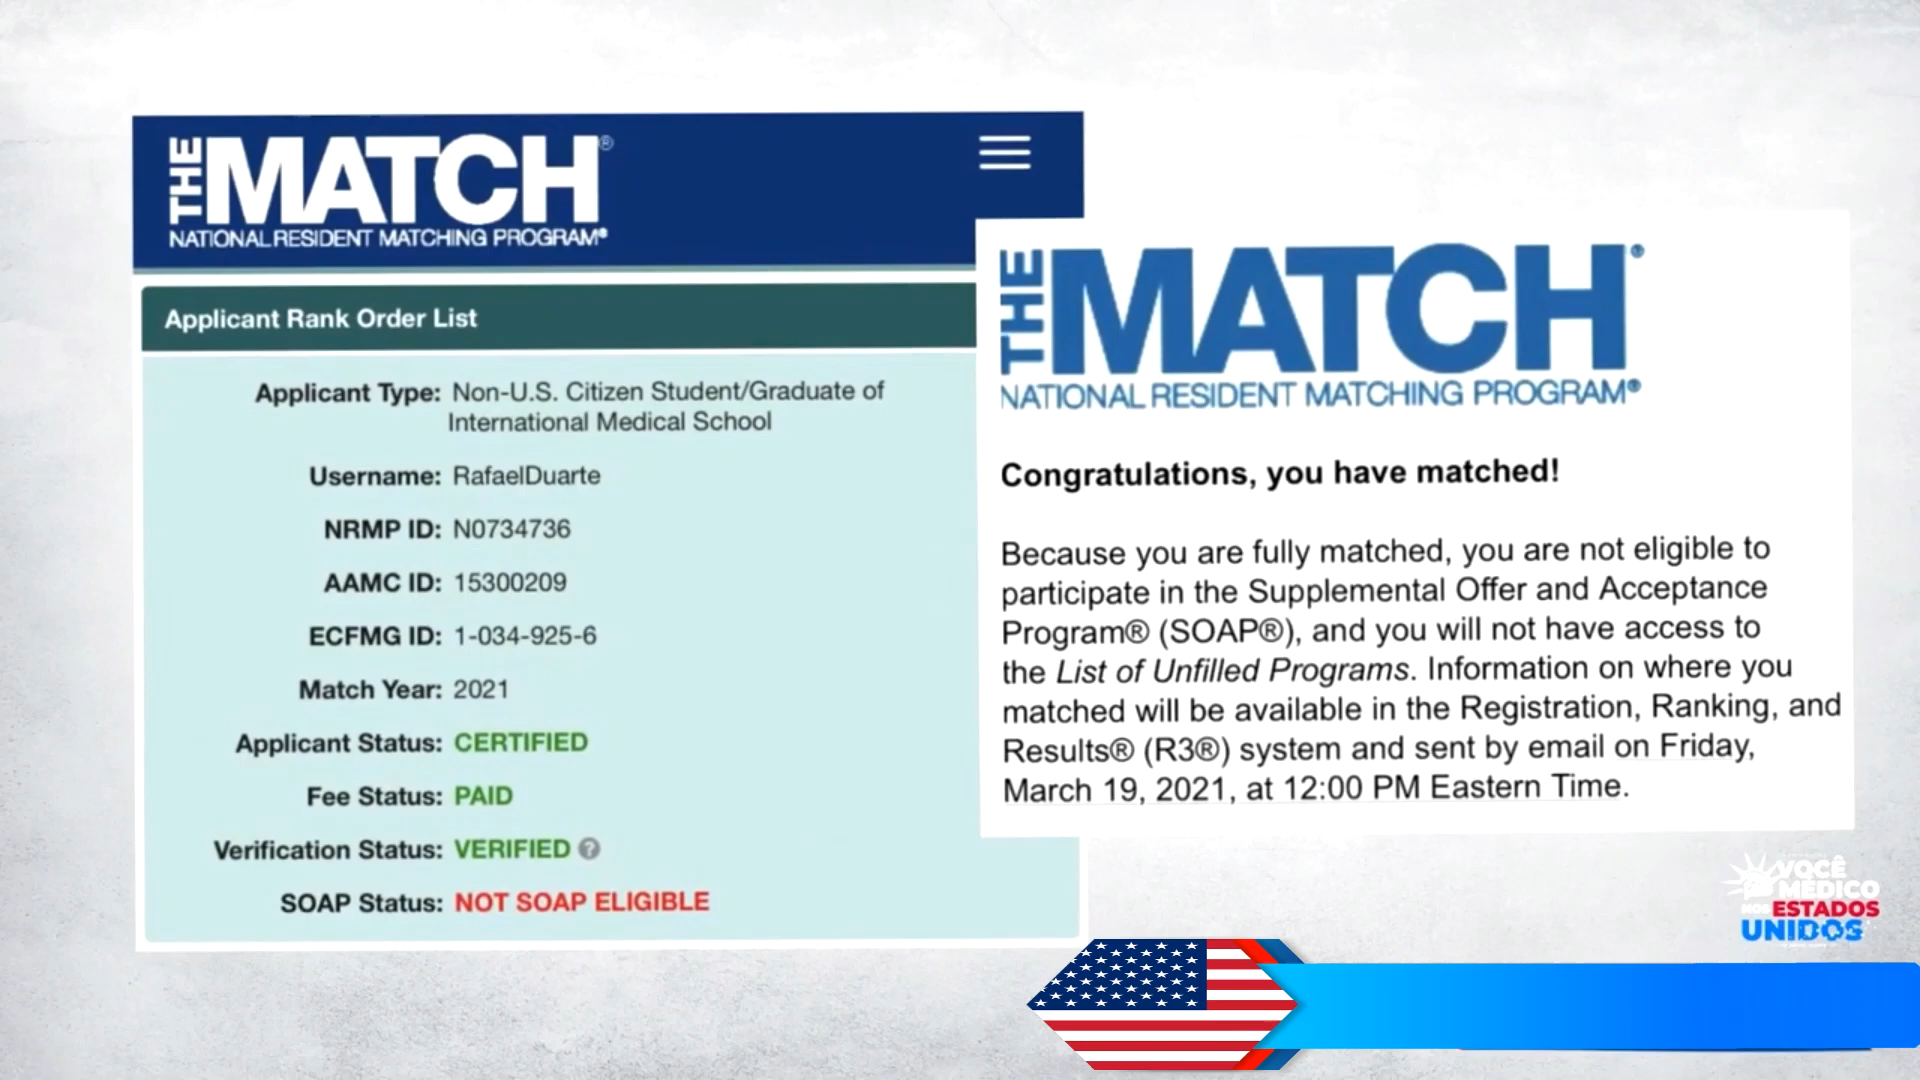 THE MATCH®
NATIONAL RESIDENT MATCHING PROGRAM®
Applicant Rank Order List
Applicant Type: Non-U.S. Citizen Student/Graduate of
International Medical School
Username: RafaelDuarte
NRMP ID: N0734736
AAMC ID: 15300209
ECFMG ID: 1-034-925-6
Match Year: 2021
Applicant Status: CERTIFIED
Fee Status: PAID
Verification Status: VERIFIED ?
SOAP Status: NOT SOAP ELIGIBLE
THE MATCH®
NATIONAL RESIDENT MATCHING PROGRAM®
Congratulations, you have matched!
Because you are fully matched, you are not eligible to
participate in the Supplemental Offer and Acceptance
Program® (SOAP®), and you will not have access to
the List of Unfilled Programs. Information on where you
matched will be available in the Registration, Ranking, and
Results® (R3®) system and sent by email on Friday,
March 19, 2021, at 12:00 PM Eastern Time.
VOCÊ
MÉDICO
NOS ESTADOS
UNIDOS